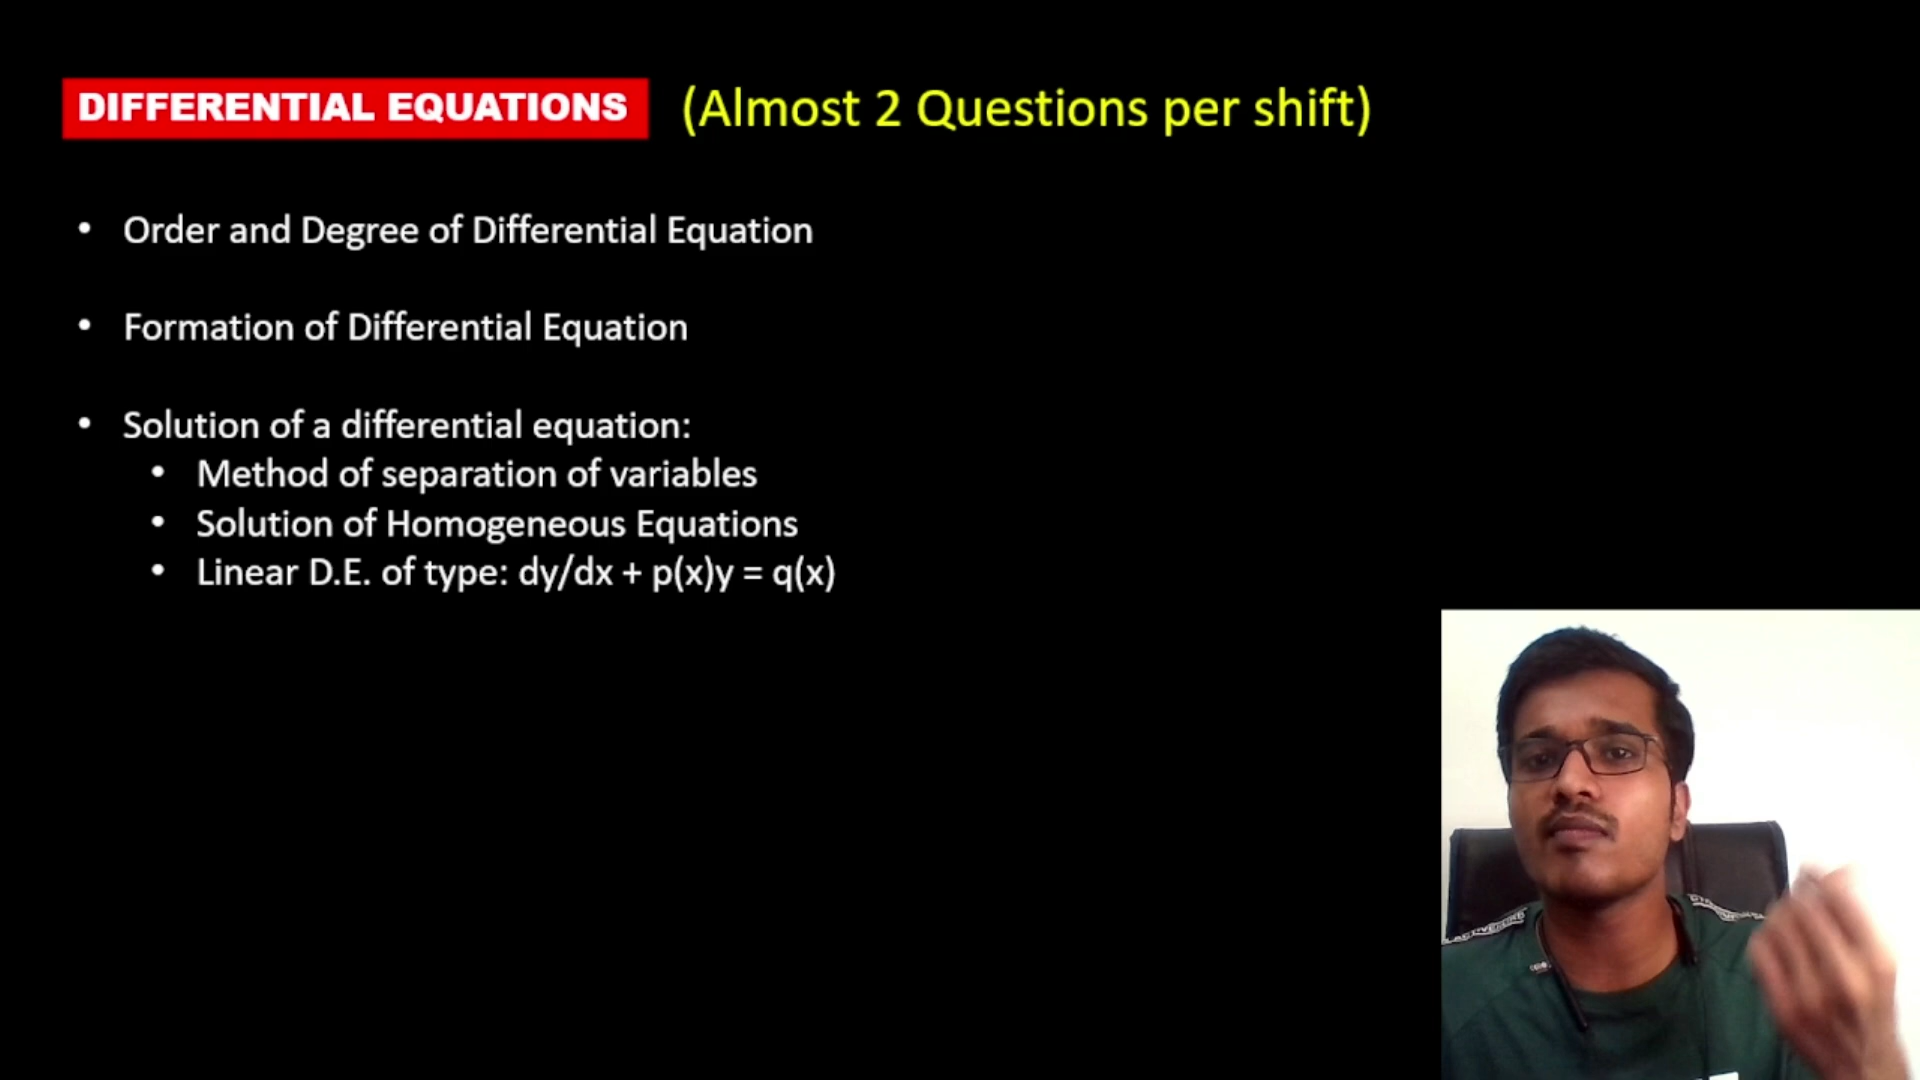 DIFFERENTIAL EQUATIONS (Almost 2 Questions per shift)
• Order and Degree of Differential Equation
• Formation of Differential Equation
• Solution of a differential equation:
• Method of separation of variables
• Solution of Homogeneous Equations
• Linear D.E. of type: dy/dx + p(x)y = q(x)